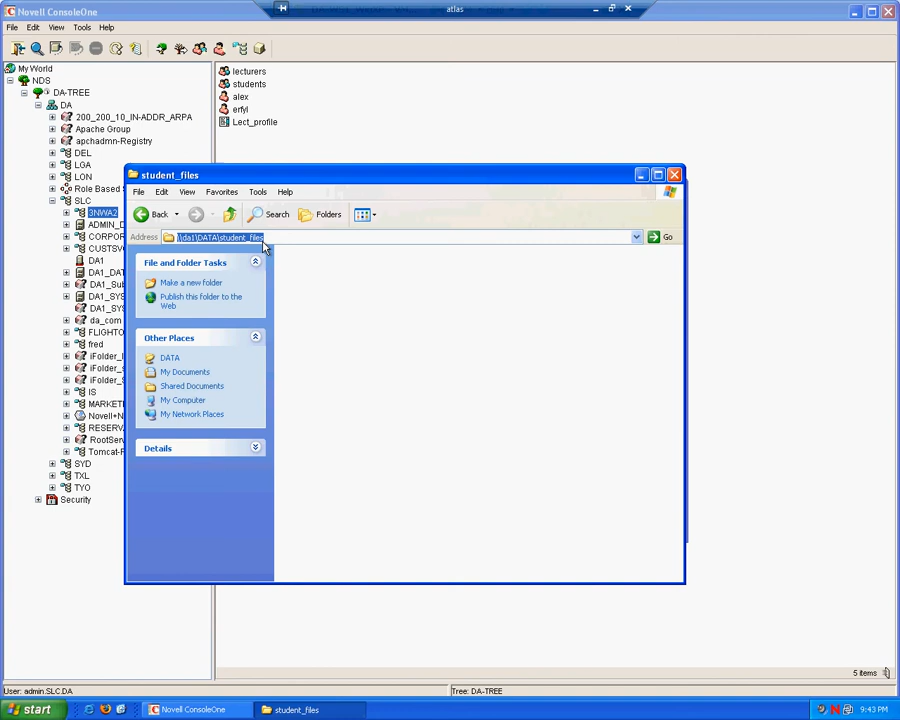 Novell ConsoleOne
atlas
File Edit View Tools Help
My World
NDS
DA-TREE
DA
200_200_10_IN-ADDR_ARPA
Apache Group
apchadmn-Registry
DEL
LGA
LON
Role Based
SLC
3NWA2
ADMIN_D
CORPOR
CUSTSV
DA1
DA1_DAT
DA1_Sub
DA1_SYS
DA1_SY
da_com
FLIGHTO
fred
iFolder_
iFolder_
iFolder_S
IS
MARKET
Novell+N
RESERV
RootServ
Tomcat-F
SYD
TXL
TYO
Security
lecturers
students
alex
erfyl
Lect_profile
student_files
File Edit View Favorites Tools Help
Back Search Folders
Address \\da1\DATA\student_files Go
File and Folder Tasks
Make a new folder
Publish this folder to the
Web
Other Places
DATA
My Documents
Shared Documents
My Computer
My Network Places
Details
5 items
User: admin.SLC.DA Tree: DA-TREE
start Novell ConsoleOne student_files 9:43 PM